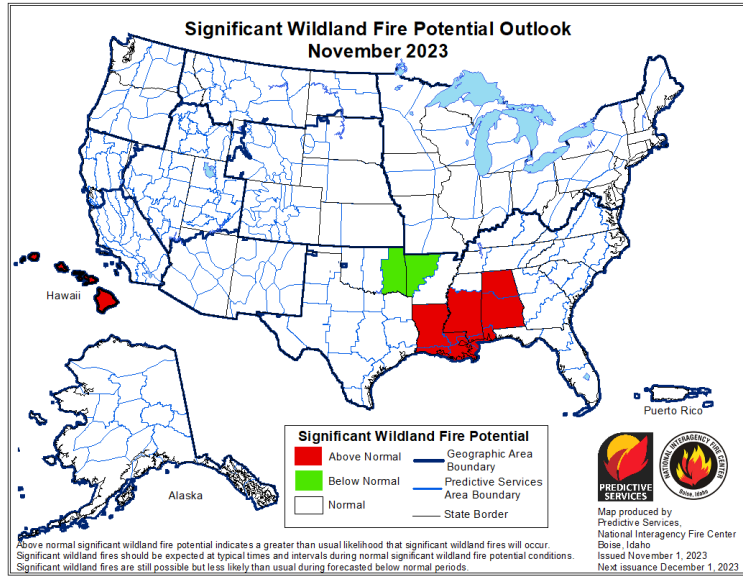 Significant Wildland Fire Potential Outlook
November 2023
Hawaii
Alaska
Puerto Rico
Significant Wildland Fire Potential
Above Normal
Below Normal
Normal
Geographic Area
Boundary
Predictive Services
Area Boundary
State Border
PREDICTIVE
SERVICES
NATIONAL INTERAGENCY FIRE CENTER
Boise, Idaho
Map produced by
Predictive Services,
National Interagency Fire Center
Boise, Idaho
Issued November 1, 2023
Next issuance December 1, 2023
Above normal significant wildland fire potential indicates a greater than usual likelihood that significant wildland fires will occur.
Significant wildland fires should be expected at typical times and intervals during normal significant wildland fire potential conditions.
Significant wildland fires are still possible but less likely than usual during forecasted below normal periods.